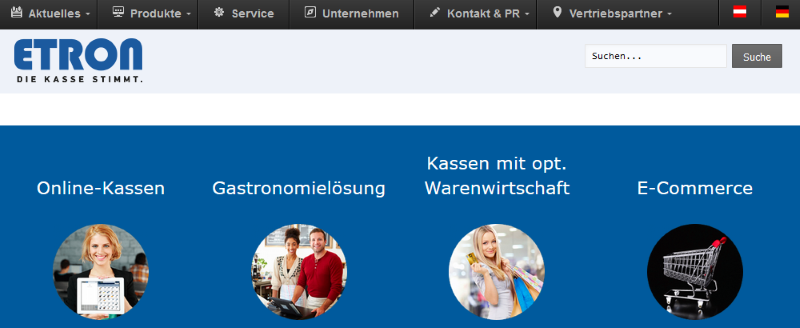 Aktuelles Produkte Service Unternehmen Kontakt & PR Vertriebspartner
ETRON
DIE KASSE STIMMT.
Suchen... Suche
Online-Kassen Gastronomielösung Kassen mit opt. E-Commerce
Warenwirtschaft